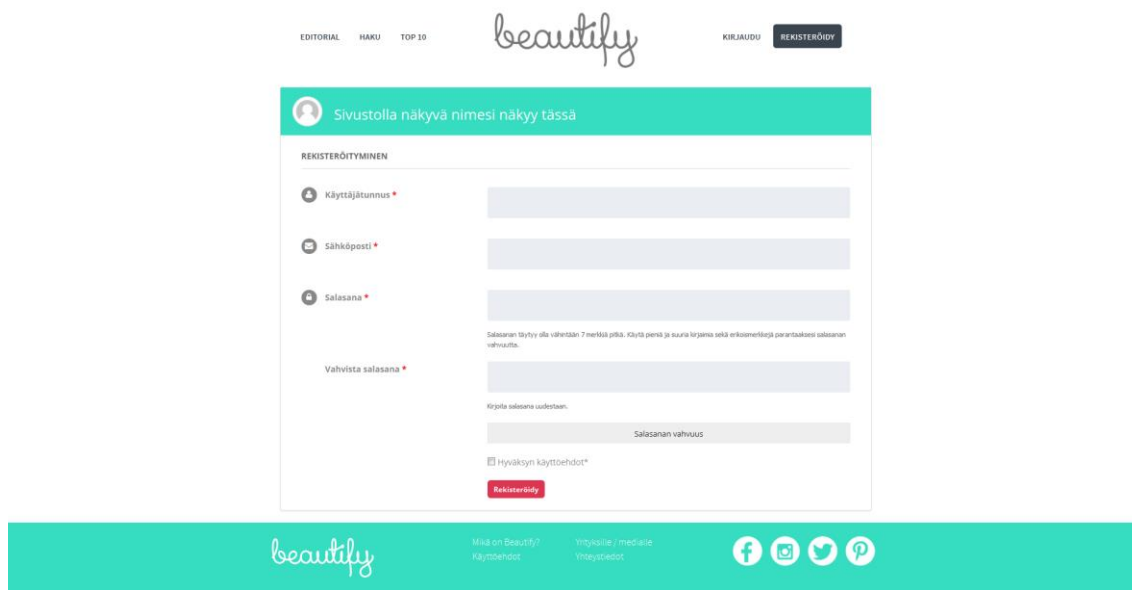 EDITORIAL HAKU TOP 10 beautify KIRJAUDU REKISTERÖIDY
Sivustolla näkyvä nimesi näkyy tässä
REKISTERÖITYMINEN
Käyttäjätunnus *
Sähköposti *
Salasana *
Salasanan täytyy olla vähintään 7 merkkiä pitkä. Käytä pieniä ja suuria kirjaimia sekä erikoismerkkejä parantaaksesi salasanan
vahvuutta.
Vahvista salasana *
Kirjoita salasana uudestaan.
Salasanan vahvuus
Hyväksyn käyttöehdot*
Rekisteröidy
beautify
Mikä on Beautify? Yrityksille / medialle
Käyttöehdot Yhteystiedot